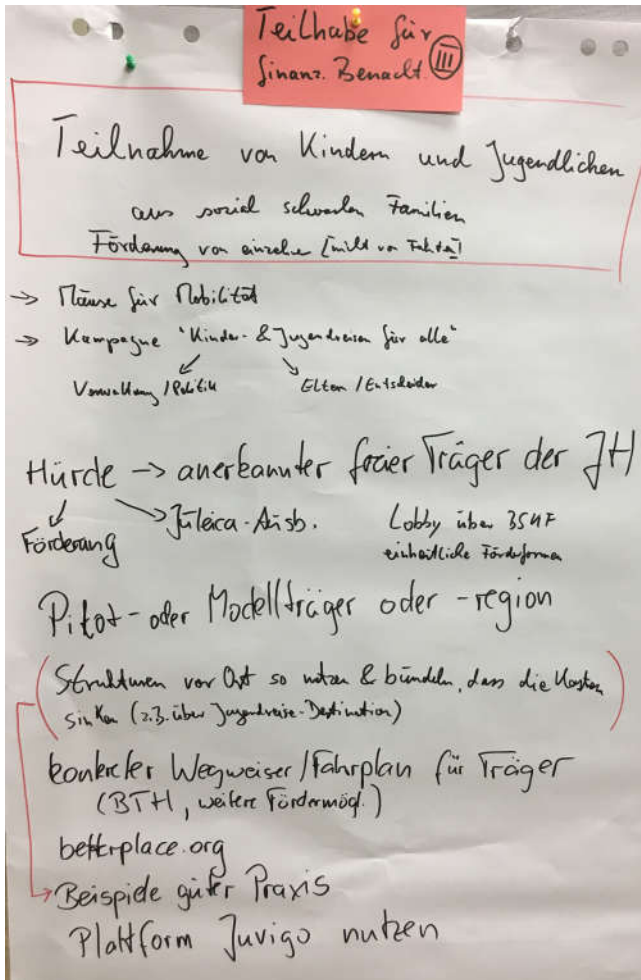 Teilhabe für
finanz. Benacht. III
Teilnahme von Kindern und Jugendlichen
aus sozial schwachen Familien
Förderung von einzelne [nicht von Fahrten]
→ Mäuse für Mobilität
→ Kampagne "Kinder- & Jugendreisen für alle"
Verwaltung/Politik Eltern/Entscheider
Hürde → anerkannter freier Träger der JH
Förderung Juleica-Ausb. Lobby über
einheitliche Förderformen
Pilot- oder Modellträger oder -region
(Strukturen vor Ort so nutzen & bündeln, dass die Kosten
sinken (z.B. über Jugendreise-Destination))
konkreter Wegweiser/Fahrplan für Träger
(BTH, weitere Fördermögl.)
betterplace.org
→ Beispiele guter Praxis
Plattform Juvigo nutzen